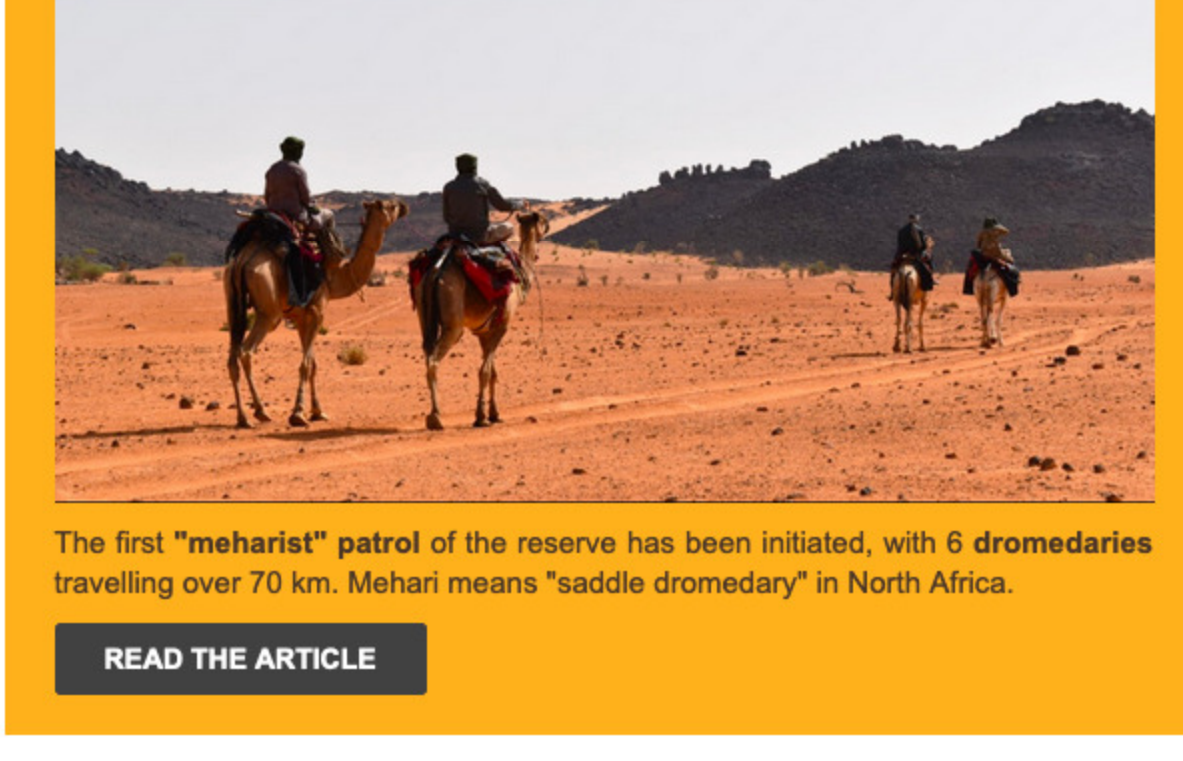 The first "meharist" patrol of the reserve has been initiated, with 6 dromedaries
travelling over 70 km. Mehari means "saddle dromedary" in North Africa.
READ THE ARTICLE